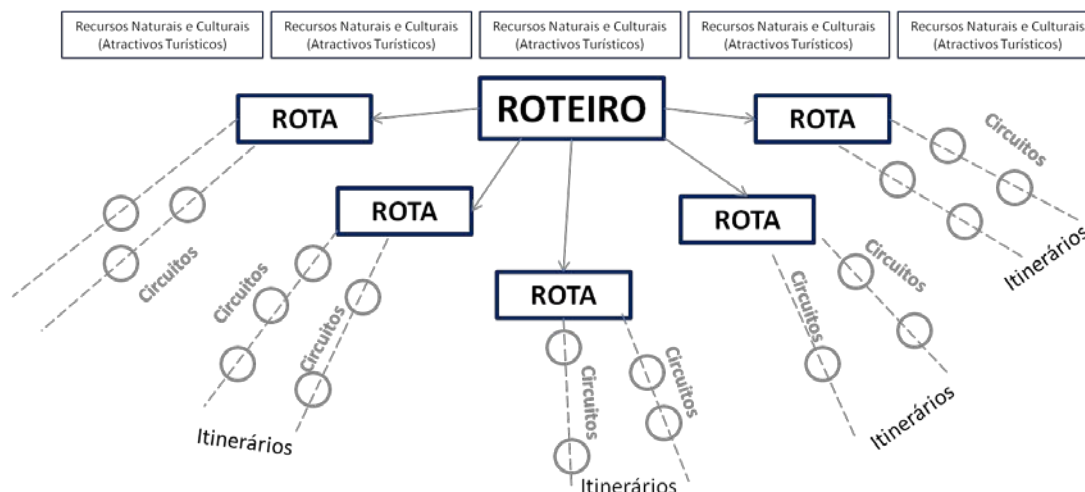 Recursos Naturais e Culturais
(Atractivos Turísticos)
Recursos Naturais e Culturais
(Atractivos Turísticos)
Recursos Naturais e Culturais
(Atractivos Turísticos)
Recursos Naturais e Culturais
(Atractivos Turísticos)
Recursos Naturais e Culturais
(Atractivos Turísticos)
ROTA
ROTEIRO
ROTA
ROTA
ROTA
ROTA
Circuitos
Circuitos
Circuitos
Circuitos
Circuitos
Circuitos
Circuitos
Circuitos
Itinerários
Itinerários
Itinerários
Itinerários